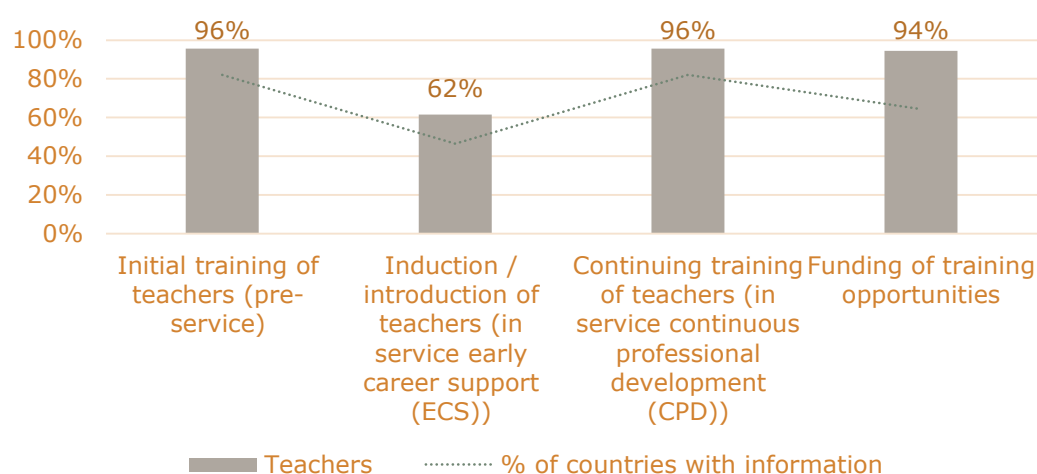 96%
62%
96%
94%
100%
80%
60%
40%
20%
0%
Initial training of
teachers (pre-
service)
Induction /
introduction of
teachers (in
service early
career support
(ECS))
Continuing training
of teachers (in
service continuous
professional
development
(CPD))
Funding of training
opportunities
Teachers
% of countries with information